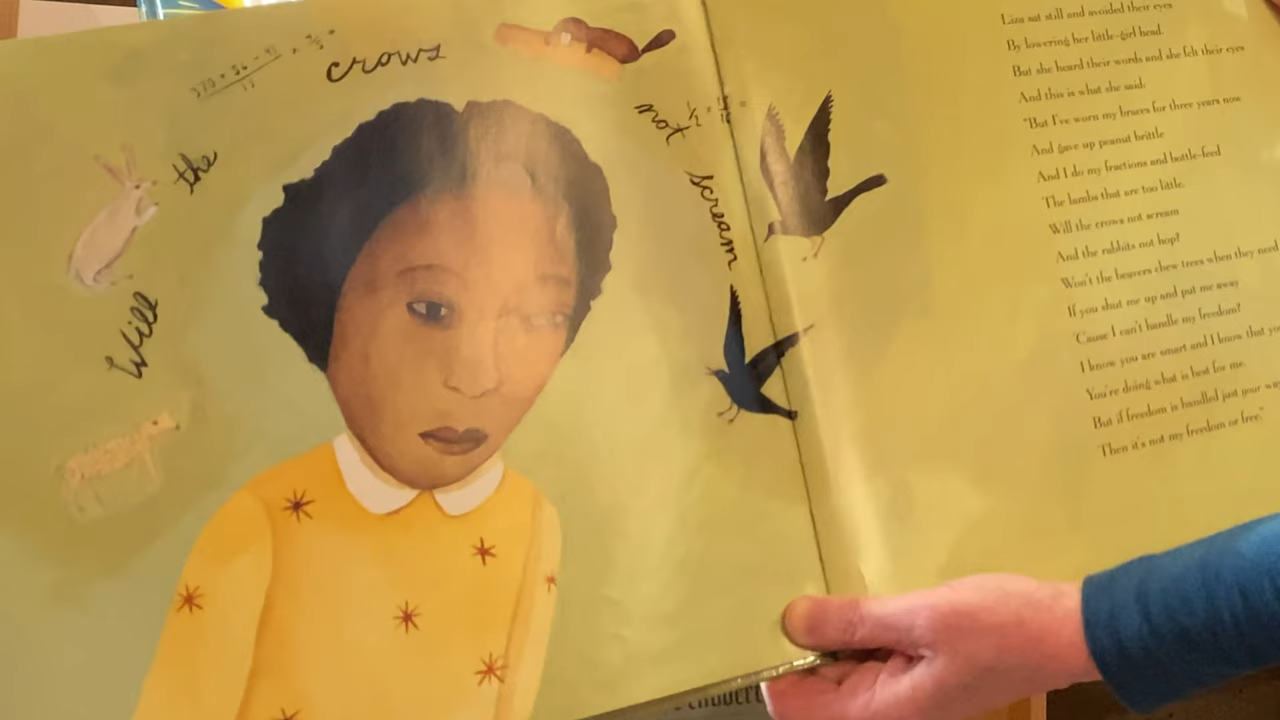 Will
the
crows
not
scream
Liza sat still and avoided their eyes
By lowering her little-girl head.
But she heard their words and she felt their eyes
And this is what she said:
"But I've worn my braces for three years now
And gave up peanut brittle
And I do my fractions and bottle-feed
The lambs that are too little.
Will the crows not scream
And the rabbits not hop?
Won't the beavers chew trees when they need
If you shut me up and put me away
'Cause I can't handle my freedom?
I know you are smart and I know that
You're doing what is best for me.
But if freedom is handled just your
Then it's not my freedom or free."